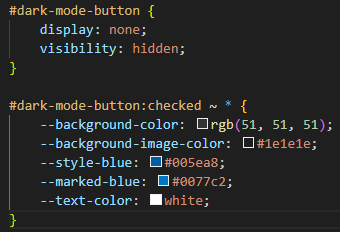 #dark-mode-button {
display: none;
visibility: hidden;
}
#dark-mode-button:checked ~ * {
--background-color: rgb(51, 51, 51);
--background-image-color: #1e1e1e;
--style-blue: #005ea8;
--marked-blue: #0077c2;
--text-color: white;
}